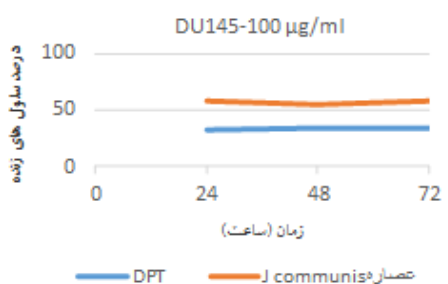 DU145-100 µg/ml
درصد سلول های زنده
100
50
0
0 24 48 72
زمان (ساعت)
DPT
عصاره J communis